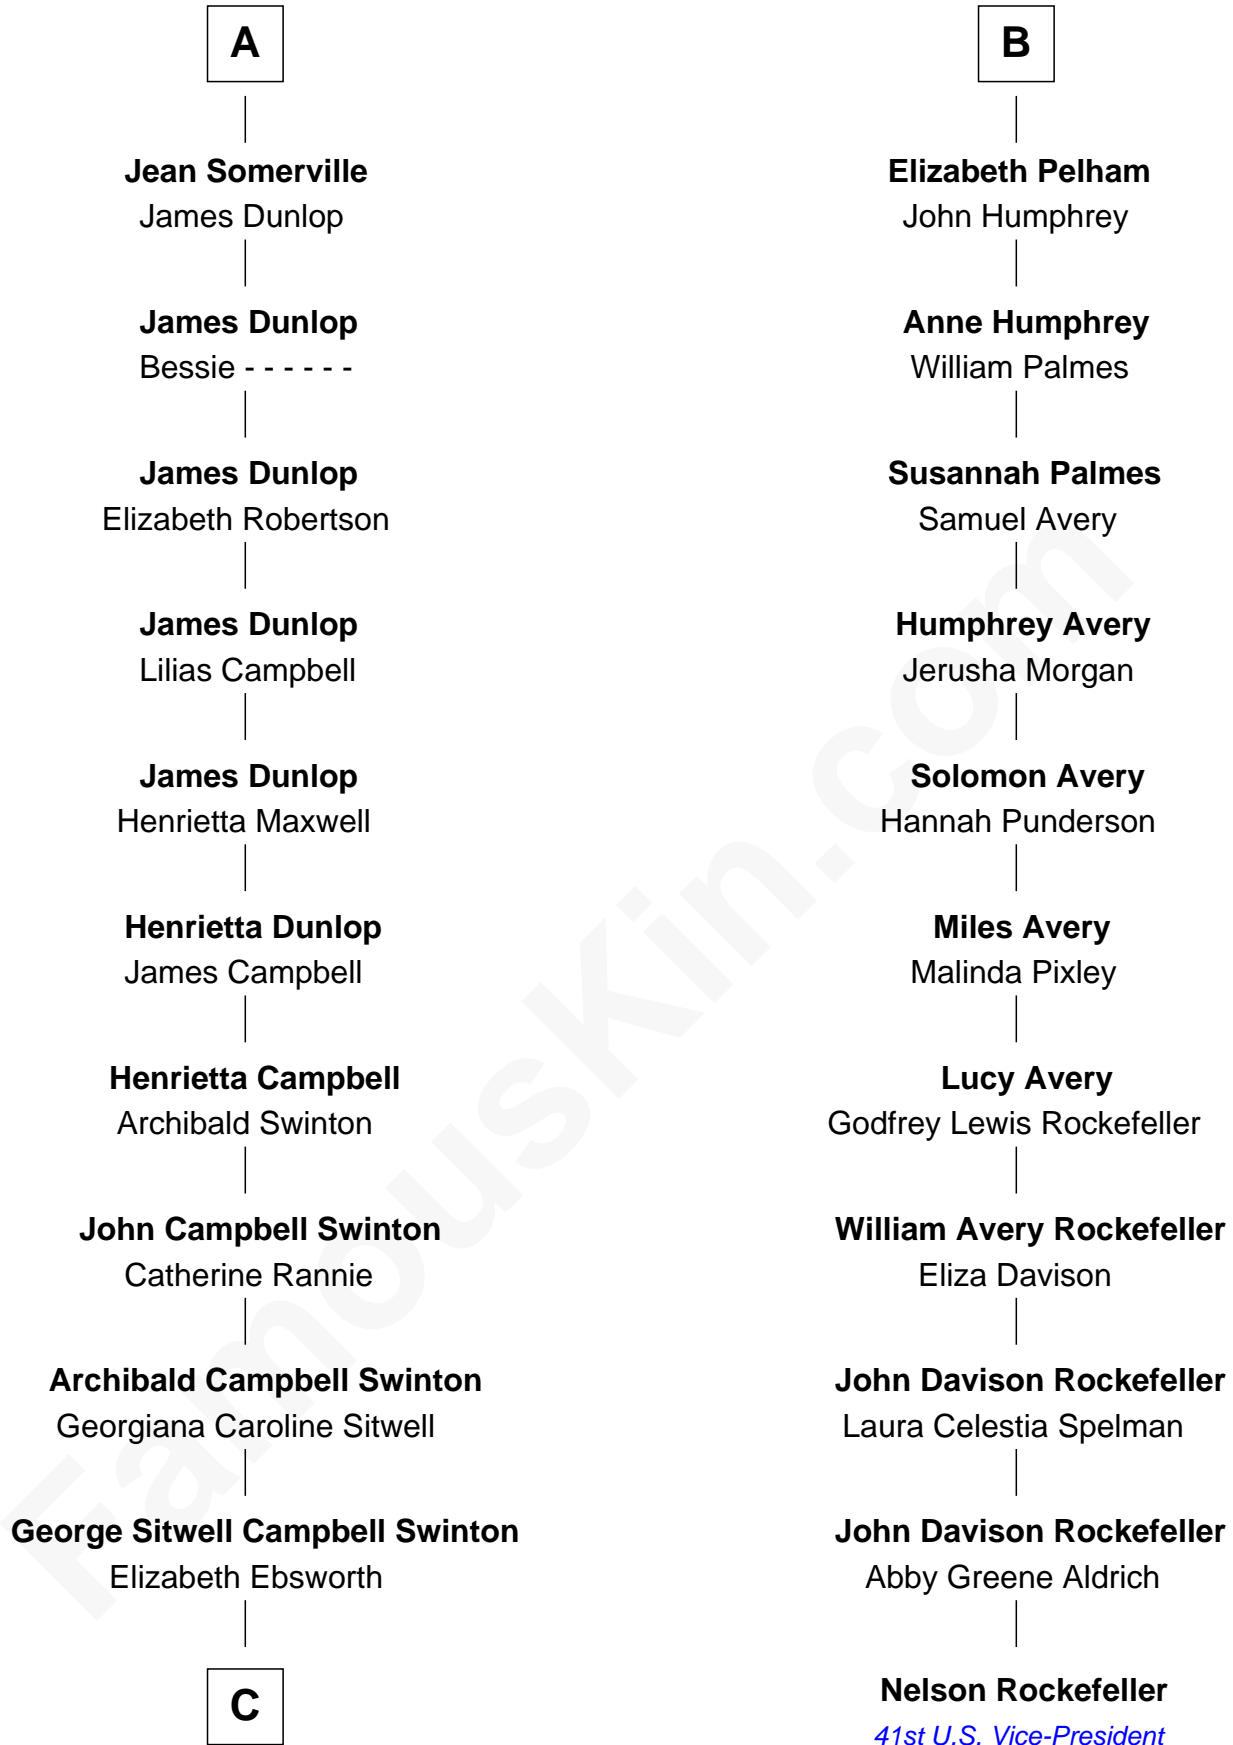 A
Jean Somerville
James Dunlop
James Dunlop
Bessie - - - - - -
James Dunlop
Elizabeth Robertson
James Dunlop
Lilias Campbell
James Dunlop
Henrietta Maxwell
Henrietta Dunlop
James Campbell
Henrietta Campbell
Archibald Swinton
John Campbell Swinton
Catherine Rannie
Archibald Campbell Swinton
Georgiana Caroline Sitwell
George Sitwell Campbell Swinton
Elizabeth Ebsworth
C
B
Elizabeth Pelham
John Humphrey
Anne Humphrey
William Palmes
Susannah Palmes
Samuel Avery
Humphrey Avery
Jerusha Morgan
Solomon Avery
Hannah Punderson
Miles Avery
Malinda Pixley
Lucy Avery
Godfrey Lewis Rockefeller
William Avery Rockefeller
Eliza Davison
John Davison Rockefeller
Laura Celestia Spelman
John Davison Rockefeller
Abby Greene Aldrich
Nelson Rockefeller
41st U.S. Vice-President
FamousKin.com